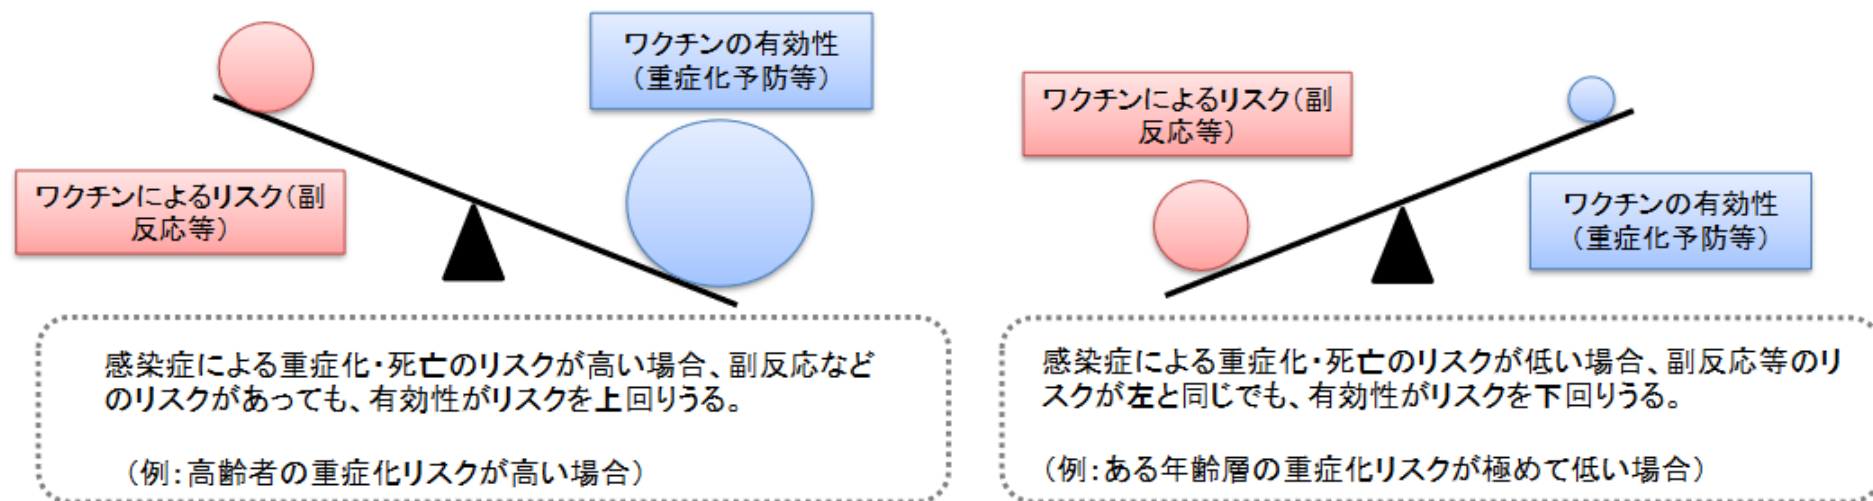 ワクチンの有効性
（重症化予防等）
ワクチンによるリスク（副
反応等）
感染症による重症化・死亡のリスクが高い場合、副反応など
のリスクがあっても、有効性がリスクを上回りうる。
（例：高齢者の重症化リスクが高い場合）
ワクチンによるリスク（副
反応等）
ワクチンの有効性
（重症化予防等）
感染症による重症化・死亡のリスクが低い場合、副反応等のリ
スクが左と同じでも、有効性がリスクを下回りうる。
（例：ある年齢層の重症化リスクが極めて低い場合）